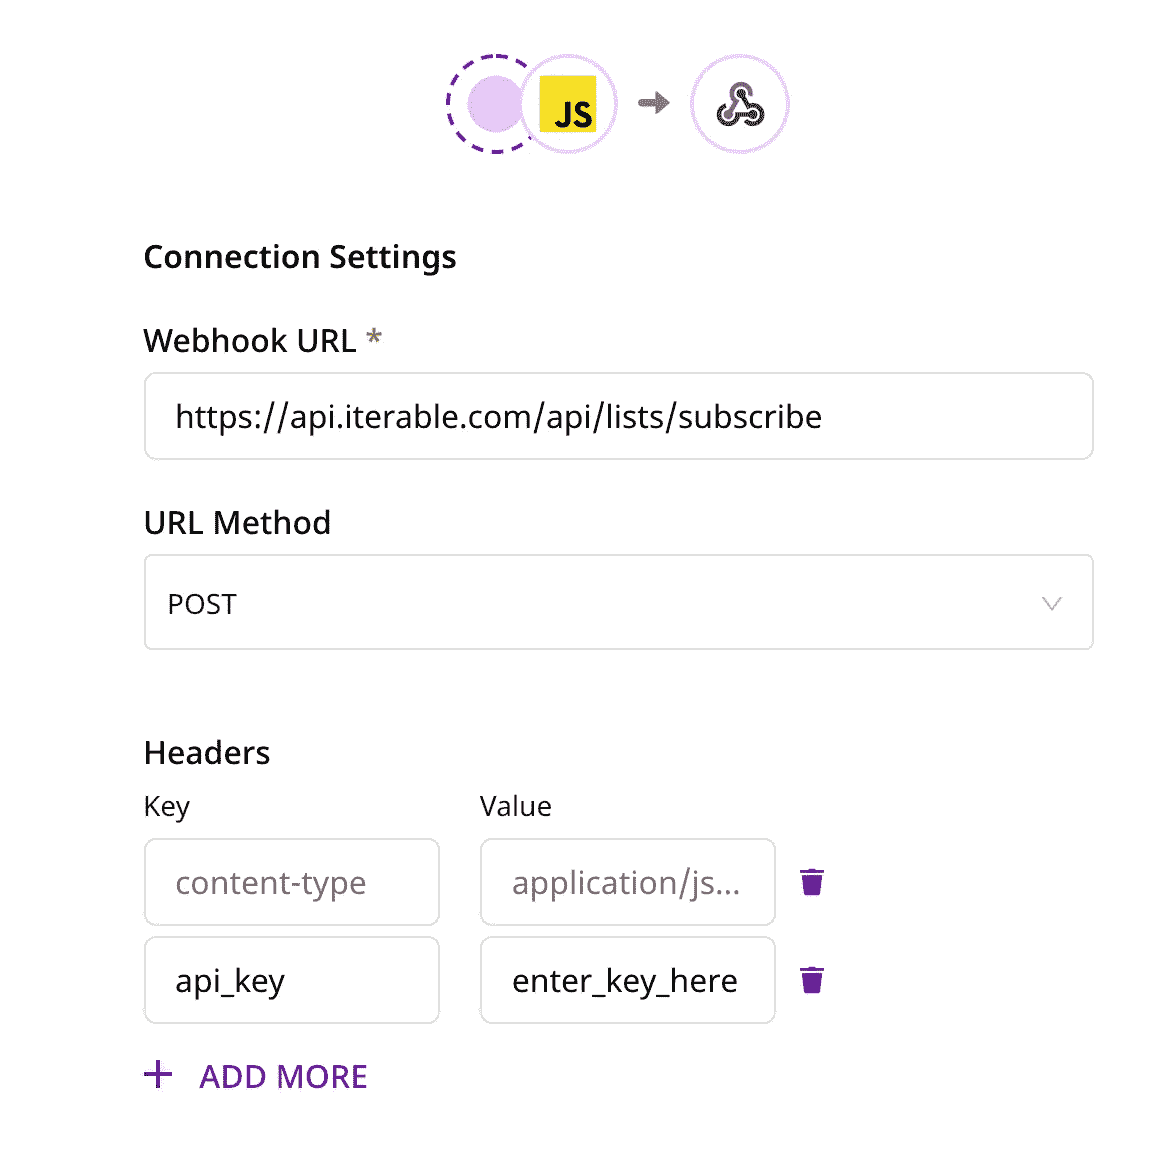 JS
Connection Settings
Webhook URL *
https://api.iterable.com/api/lists/subscribe
URL Method
POST
Headers
Key Value
content-type application/js...
api_key enter_key_here
+ ADD MORE